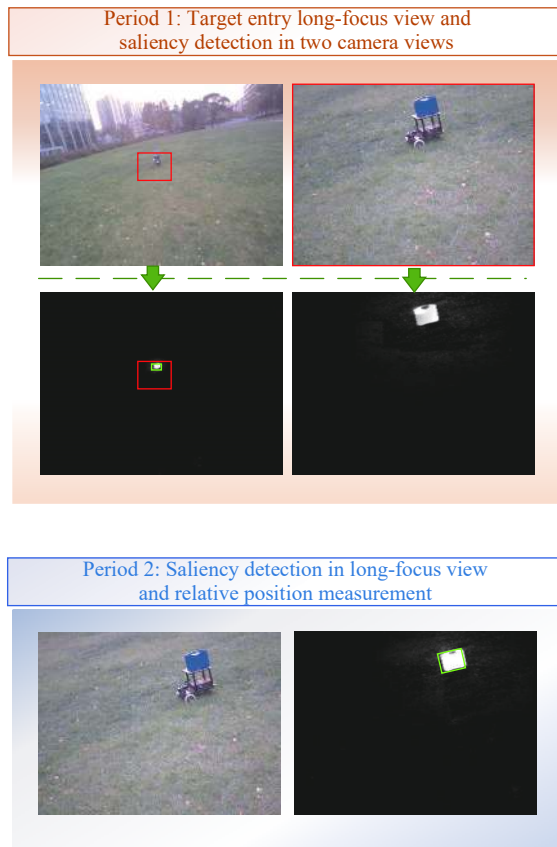 Period 1: Target entry long-focus view and
saliency detection in two camera views
Period 2: Saliency detection in long-focus view
and relative position measurement